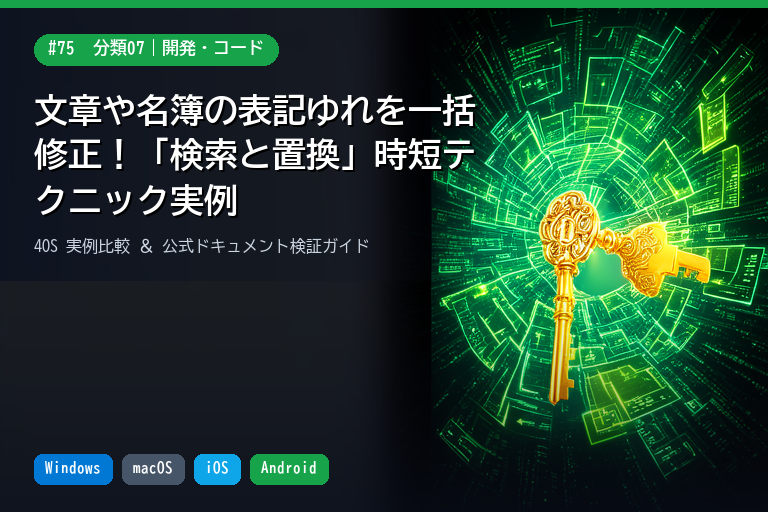 #75 分類07｜開発・コード
文章や名簿の表記ゆれを一括
修正！「検索と置換」時短テ
クニック実例
4OS 実例比較 & 公式ドキュメント検証ガイド
Windows macOS iOS Android